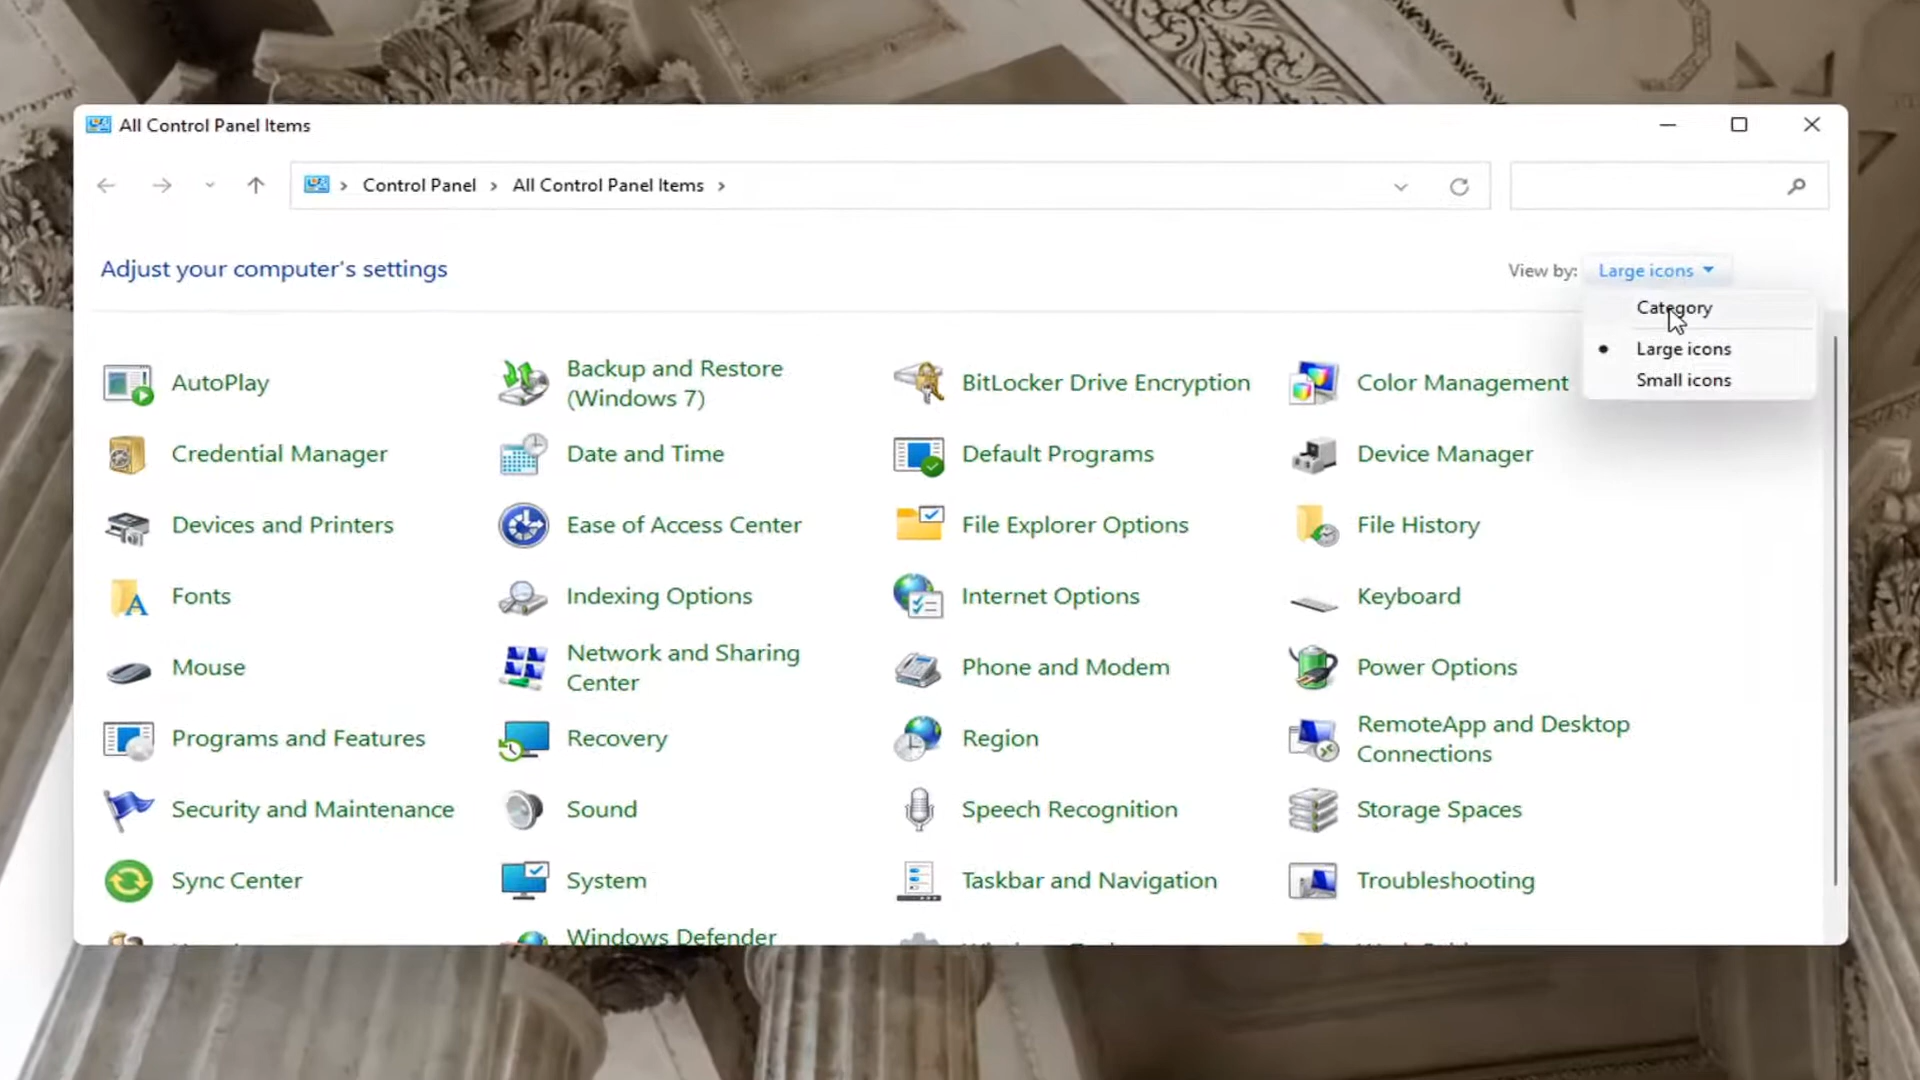 All Control Panel Items
Control Panel All Control Panel Items
Adjust your computer's settings
View by: Large icons
Category
Large icons
Small icons
AutoPlay
Backup and Restore
(Windows 7)
BitLocker Drive Encryption
Color Management
Credential Manager
Date and Time
Default Programs
Device Manager
Devices and Printers
Ease of Access Center
File Explorer Options
File History
Fonts
Indexing Options
Internet Options
Keyboard
Mouse
Network and Sharing
Center
Phone and Modem
Power Options
Programs and Features
Recovery
Region
RemoteApp and Desktop
Connections
Security and Maintenance
Sound
Speech Recognition
Storage Spaces
Sync Center
System
Taskbar and Navigation
Troubleshooting
Windows Defender